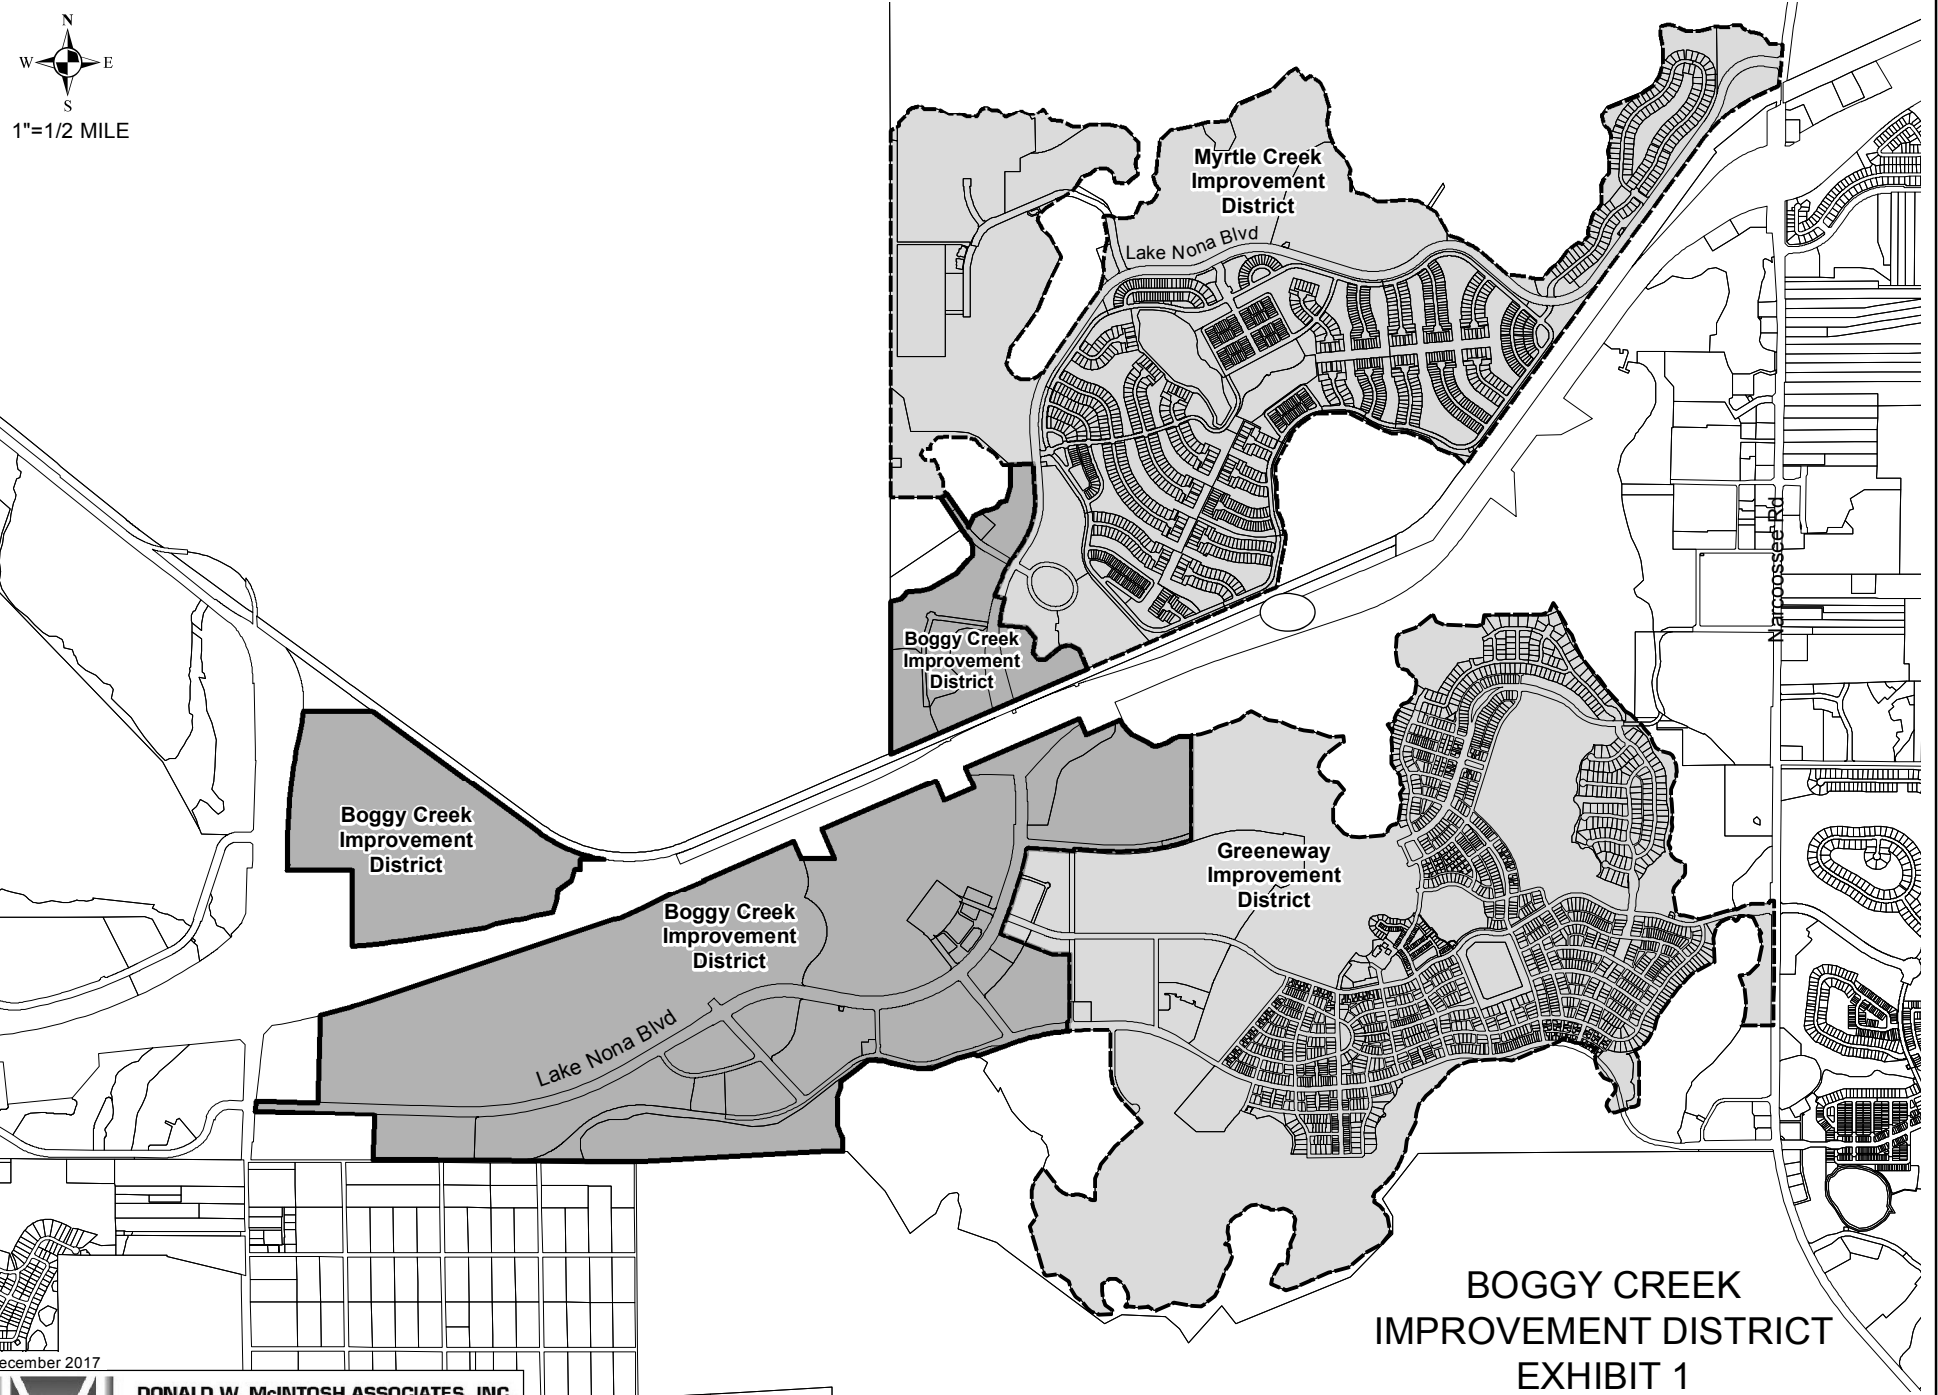 N
W E
S
1"=1/2 MILE
Myrtle Creek
Improvement
District
Lake Nona Blvd
Narcoossee Rd
Boggy Creek
Improvement
District
Boggy Creek
Improvement
District
Greeneway
Improvement
District
Boggy Creek
Improvement
District
Lake Nona Blvd
BOGGY CREEK
IMPROVEMENT DISTRICT
EXHIBIT 1
ecember 2017
DONALD W. McINTOSH ASSOCIATES, INC